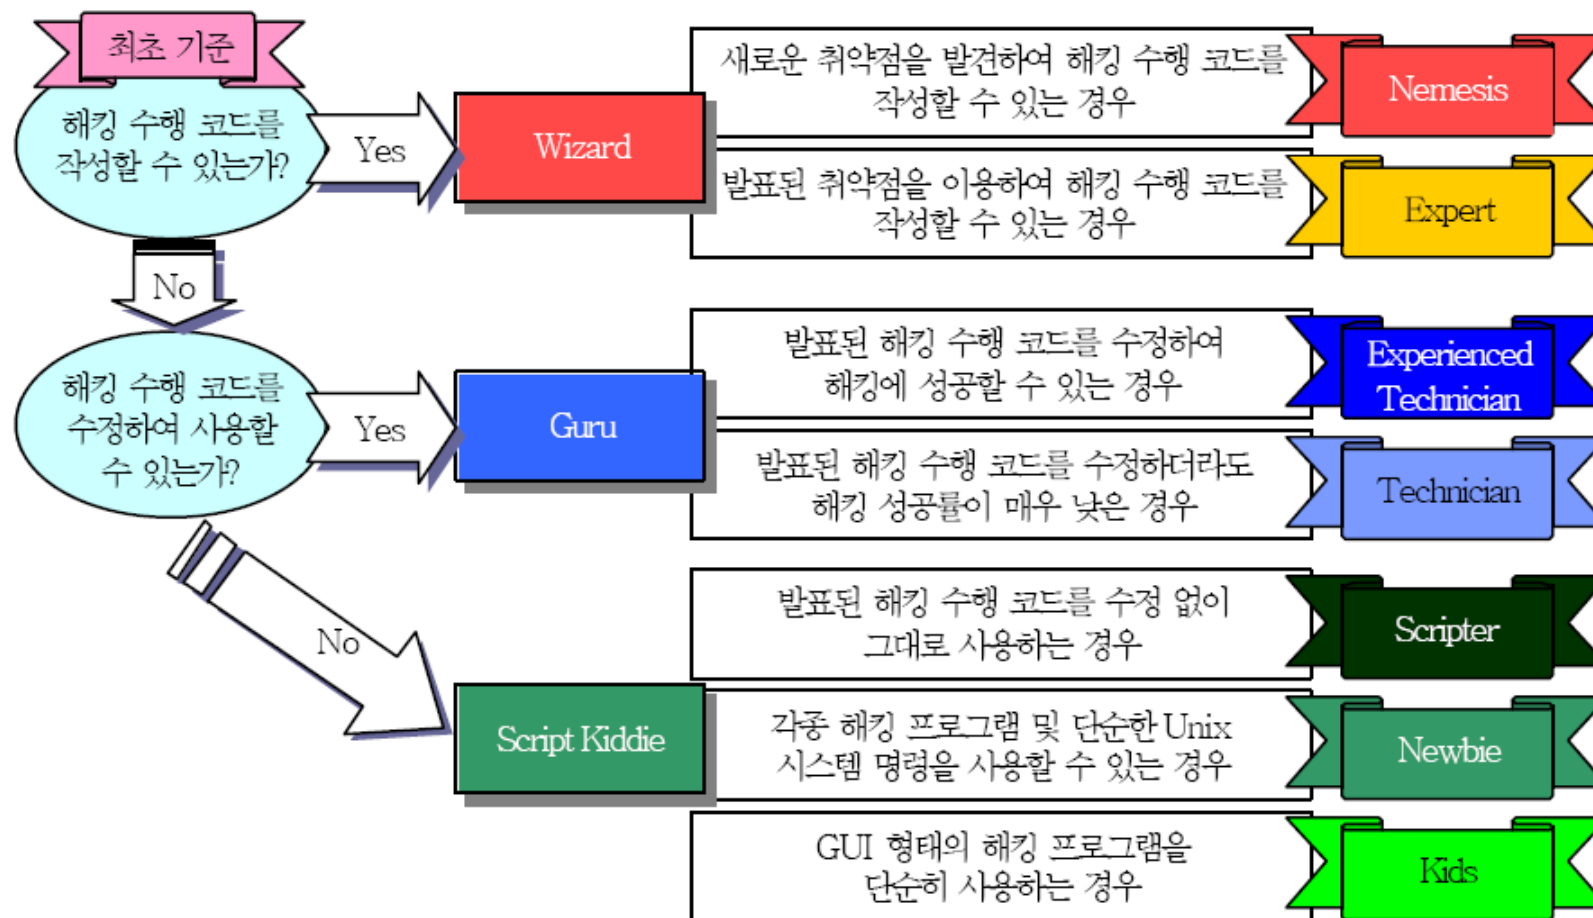 최초 기준
해킹 수행 코드를
작성할 수 있는가?
Yes
Wizard
새로운 취약점을 발견하여 해킹 수행 코드를
작성할 수 있는 경우
Nemesis
발표된 취약점을 이용하여 해킹 수행 코드를
작성할 수 있는 경우
Expert
No
해킹 수행 코드를
수정하여 사용할
수 있는가?
Yes
Guru
발표된 해킹 수행 코드를 수정하여
해킹에 성공할 수 있는 경우
Experienced
Technician
발표된 해킹 수행 코드를 수정하더라도
해킹 성공률이 매우 낮은 경우
Technician
No
Script Kiddie
발표된 해킹 수행 코드를 수정 없이
그대로 사용하는 경우
Scripter
각종 해킹 프로그램 및 단순한 Unix
시스템 명령을 사용할 수 있는 경우
Newbie
GUI 형태의 해킹 프로그램을
단순히 사용하는 경우
Kids